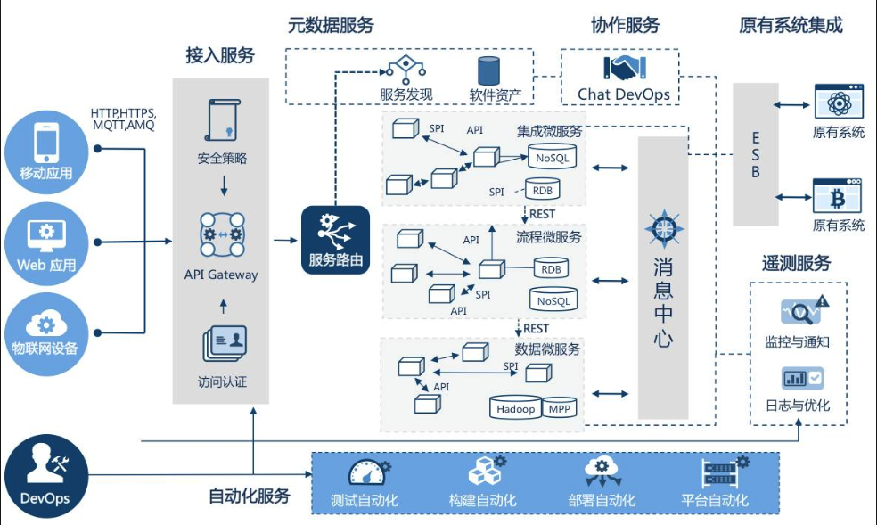 元数据服务
协作服务
原有系统集成
接入服务
服务发现
软件资产
Chat DevOps
HTTP,HTTPS,
MQTT,AMQ
移动应用
Web 应用
物联网设备
安全策略
API Gateway
访问认证
服务路由
SPI
API
集成微服务
NoSQL
SPI
RDB
REST
API
流程微服务
RDB
SPI
NoSQL
API
REST
数据微服务
SPI
API
Hadoop
MPP
消息中心
ESB
原有系统
原有系统
遥测服务
监控与通知
日志与优化
DevOps
自动化服务
测试自动化
构建自动化
部署自动化
平台自动化